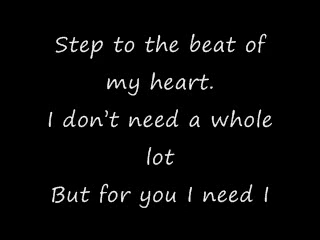 Step to the beat of
my heart.
I don't need a whole
lot
But for you I need I